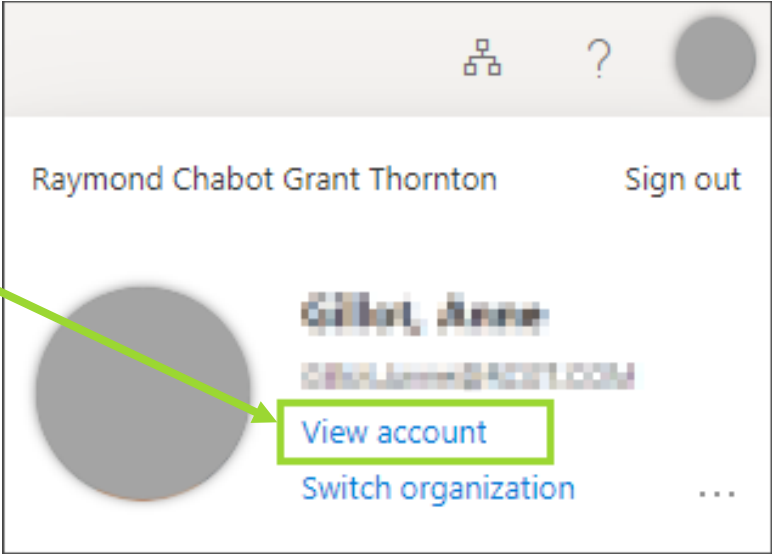 ?
Raymond Chabot Grant Thornton Sign out
View account
Switch organization ...